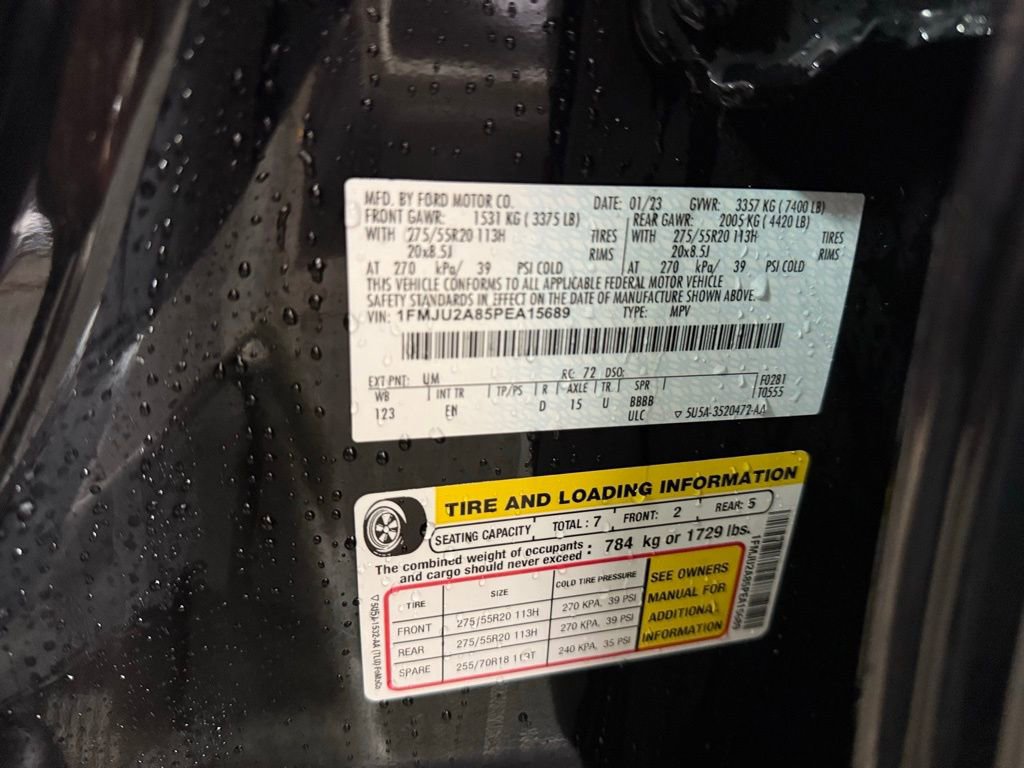 MFD. BY FORD MOTOR CO. DATE: 01/23 GVWR: 3357 KG ( 7400 LB)
FRONT GAWR: 1531 KG ( 3375 LB) REAR GAWR: 2005 KG ( 4420 LB)
WITH 275/55R20 113H TIRES WITH 275/55R20 113H TIRES
20x8.5J RIMS 20x8.5J RIMS
AT 270 kPa/ 39 PSI COLD AT 270 kPa/ 39 PSI COLD
THIS VEHICLE CONFORMS TO ALL APPLICABLE FEDERAL MOTOR VEHICLE
SAFETY STANDARDS IN EFFECT ON THE DATE OF MANUFACTURE SHOWN ABOVE.
VIN: 1FMJU2A85PEA15689 TYPE: MPV
EXT PNT: UM RC: 72 DSO:
WB INT TR TP/PS R AXLE TR SPR F0281
123 EN D 15 U BBBB T0555
ULC 5U5A-3520472-AA
TIRE AND LOADING INFORMATION
SEATING CAPACITY TOTAL : 7 FRONT: 2 REAR: 5
The combined weight of occupants and cargo should never exceed : 784 kg or 1729 lbs.
TIRE SIZE COLD TIRE PRESSURE
FRONT 275/55R20 113H 270 KPA, 39 PSI
REAR 275/55R20 113H 270 KPA, 39 PSI
SPARE 255/70R18 113T 240 KPA, 35 PSI
SEE OWNERS
MANUAL FOR
ADDITIONAL
INFORMATION
1FMJU2A85PEA15689